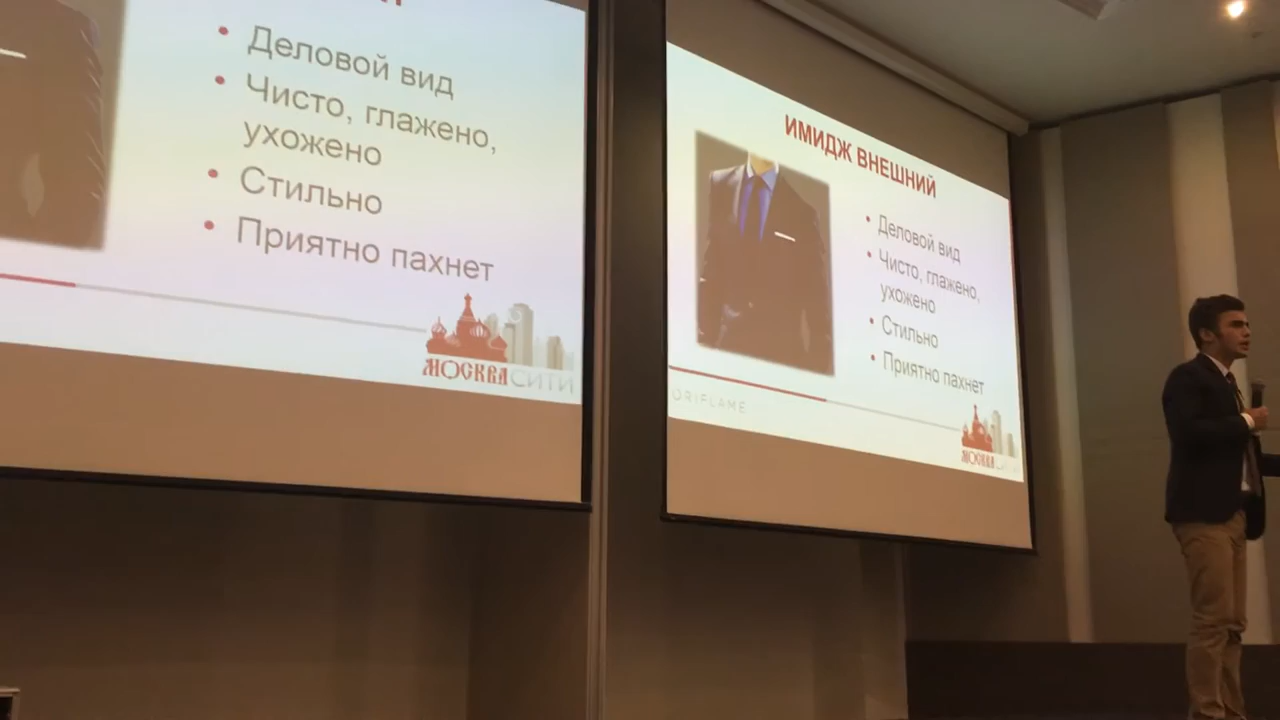 Деловой вид
Чисто, глажено,
ухожено
Стильно
Приятно пахнет
МОСКВА СИТИ
ИМИДЖ ВНЕШНИЙ
Деловой вид
Чисто, глажено,
ухожено
Стильно
Приятно пахнет
ORIFLAME
МОСКВА